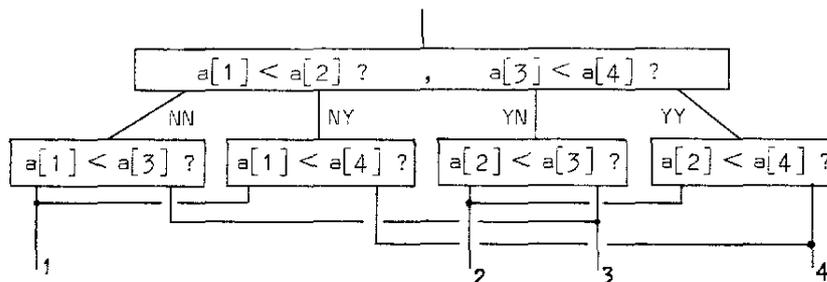 a[1] < a[2] ? , a[3] < a[4] ?
NN NY YN YY
a[1] < a[3] ? a[1] < a[4] ? a[2] < a[3] ? a[2] < a[4] ?
1 2 3 4